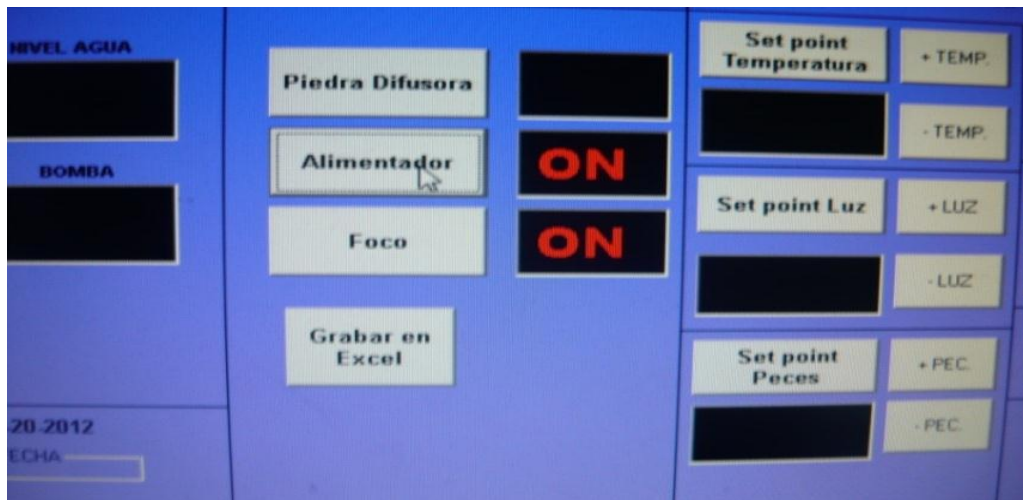 NIVEL AGUA
BOMBA
-20-2012
ECHA
Piedra Difusora
Alimentador
ON
Foco
ON
Grabar en
Excel
Set point
Temperatura
+ TEMP.
- TEMP.
Set point Luz
+ LUZ
- LUZ
Set point
Peces
+ PEC.
- PEC.